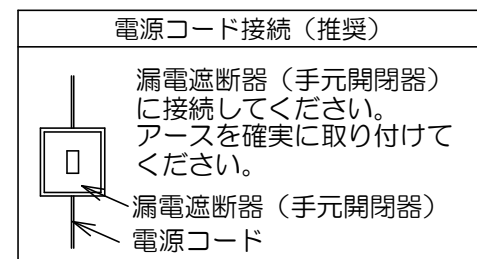 電源コード接続（推奨）
漏電遮断器（手元開閉器）
に接続してください。
アースを確実に取り付けて
ください。
漏電遮断器（手元開閉器）
電源コード